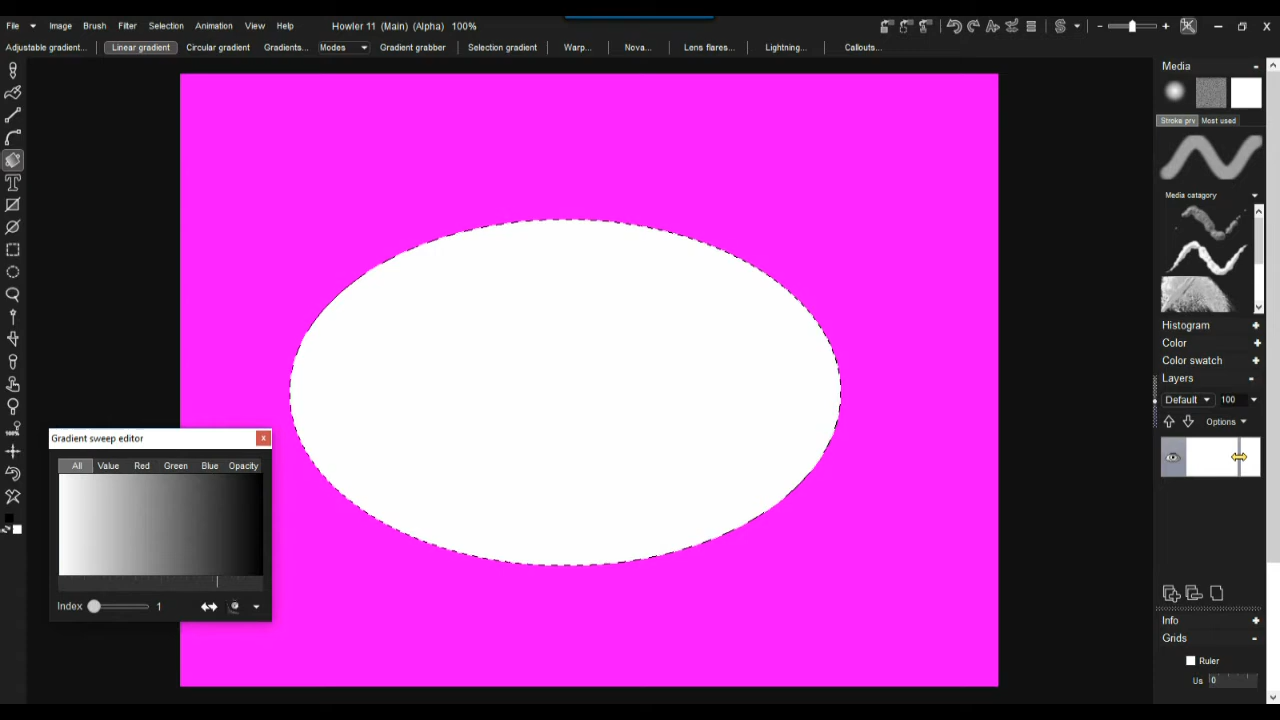 File Image Brush Filter Selection Animation View Help Howler 11 (Main) (Alpha) 100%
Adjustable gradient... Linear gradient Circular gradient Gradients... Modes Gradient grabber Selection gradient Warp... Nova... Lens flares... Lightning... Callouts...
Media
Stroke prv Most used
Media catagory
Histogram
Color
Color swatch
Layers
Default 100
Options
Gradient sweep editor
All Value Red Green Blue Opacity
Index 1
100%
Info
Grids
Ruler
Us 0